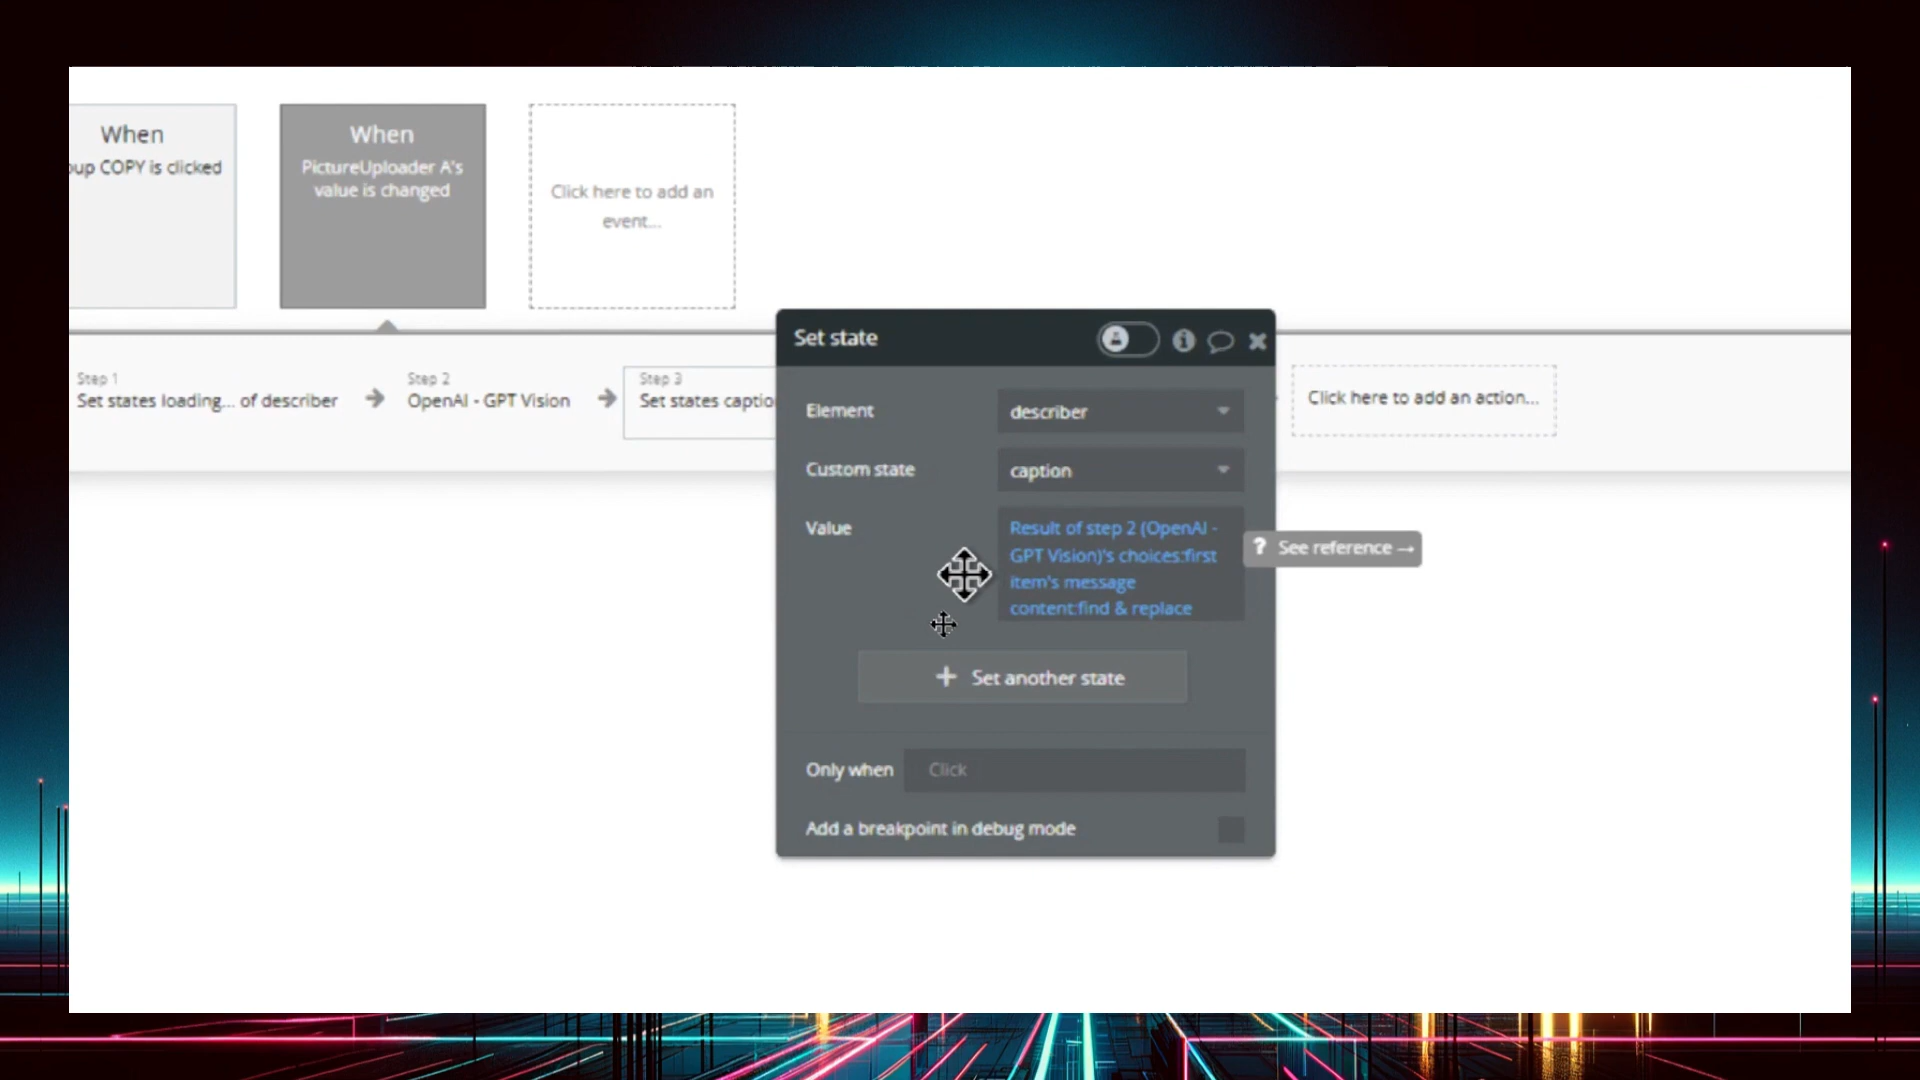 When
oup COPY is clicked
When
PictureUploader A's
value is changed
Click here to add an
event...
Step 1
Set states loading... of describer
Step 2
OpenAI - GPT Vision
Step 3
Set states captio
Click here to add an action...
Set state
Element
describer
Custom state
caption
Value
Result of step 2 (OpenAI -
GPT Vision)'s choices:first
item's message
content:find & replace
? See reference →
+ Set another state
Only when
Click
Add a breakpoint in debug mode